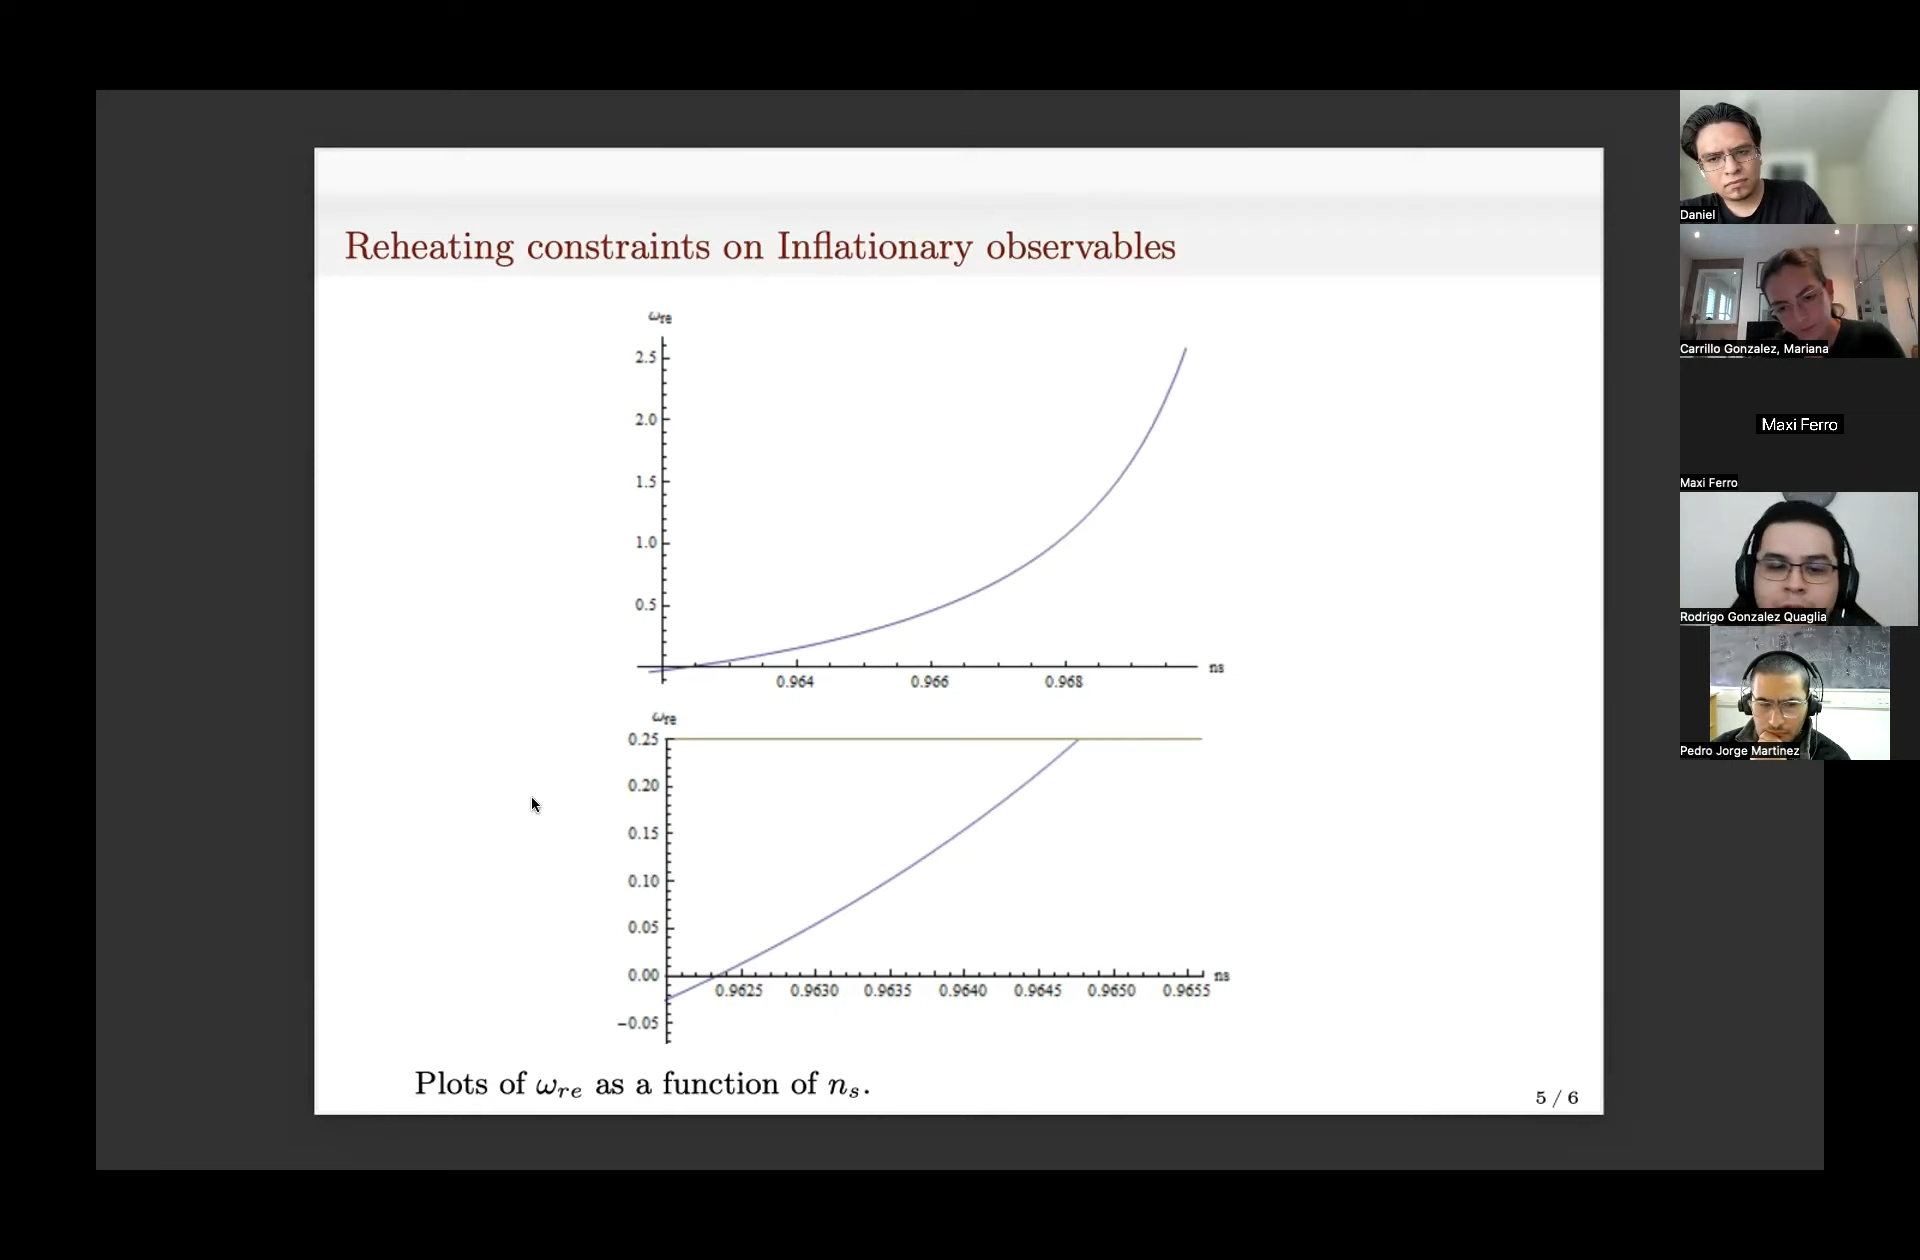 Reheating constraints on Inflationary observables
ωre
2.5
2.0
1.5
1.0
0.5
0.964 0.966 0.968 ns
ωre
0.25
0.20
0.15
0.10
0.05
0.00 ns
0.9625 0.9630 0.9635 0.9640 0.9645 0.9650 0.9655
−0.05
Plots of ωre as a function of ns.
5 / 6
Daniel
Carrillo Gonzalez, Mariana
Maxi Ferro
Maxi Ferro
Rodrigo Gonzalez Quaglia
Pedro Jorge Martinez